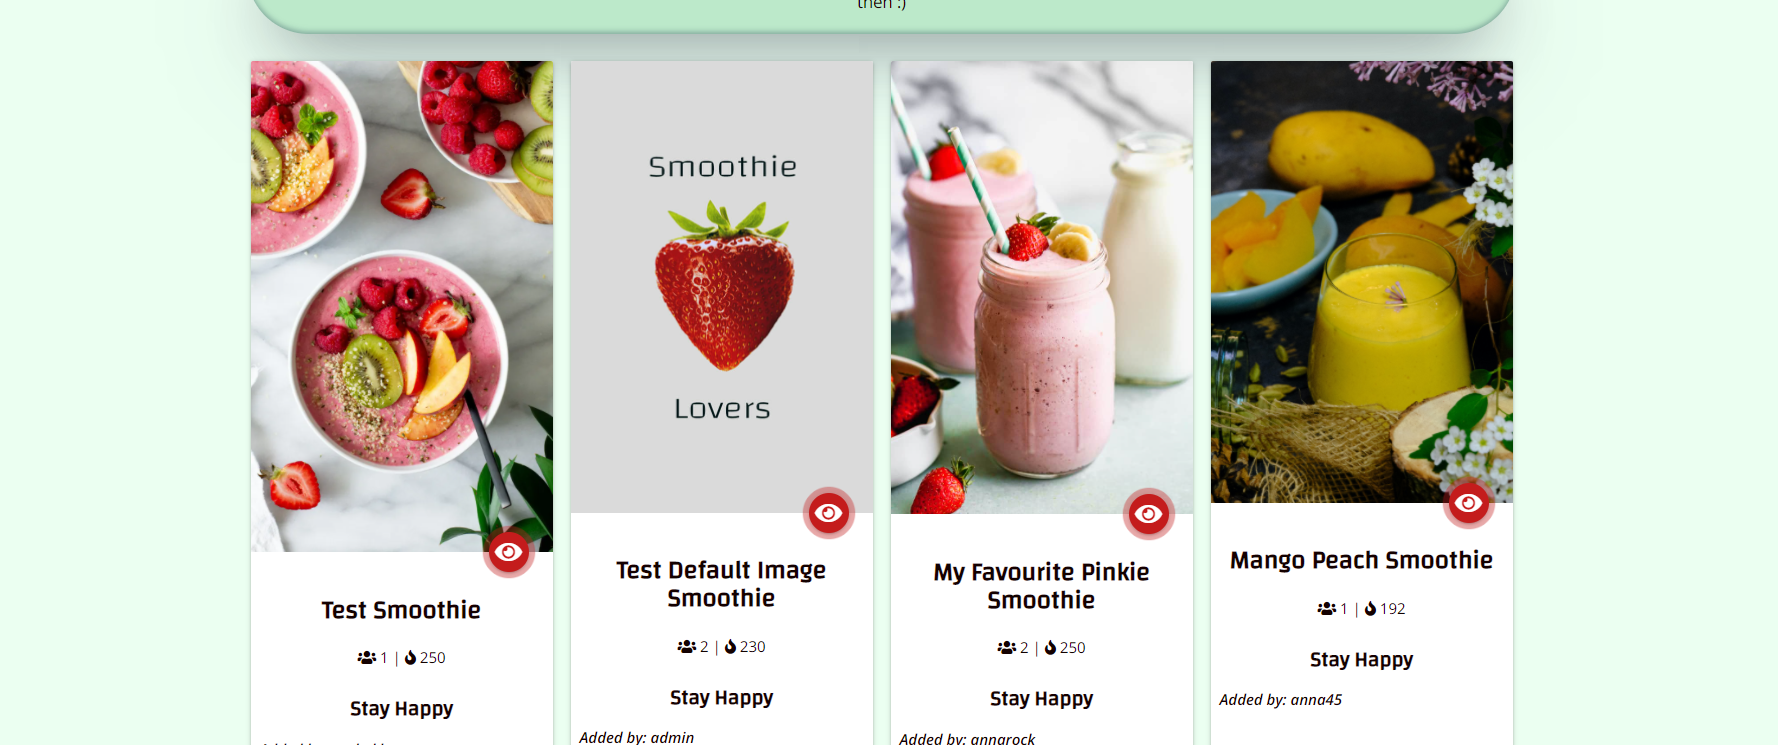 then :)
Smoothie
Lovers
Test Smoothie
1 | 250
Stay Happy
Test Default Image
Smoothie
2 | 230
Stay Happy
Added by: admin
My Favourite Pinkie
Smoothie
2 | 250
Stay Happy
Added by: annarock
Mango Peach Smoothie
1 | 192
Stay Happy
Added by: anna45